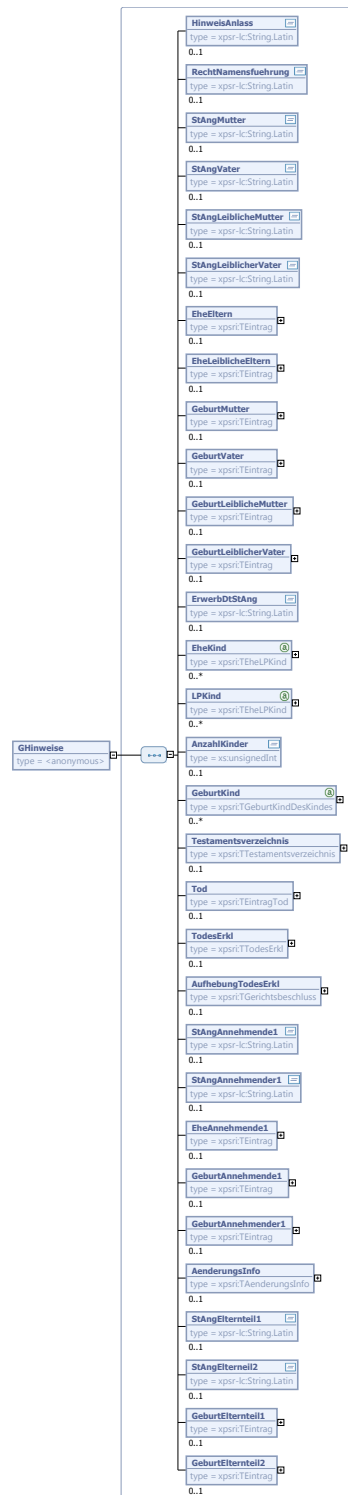 HinweisAnlass
type = xpsr-lc:String.Latin
0..1
RechtNamensfuehrung
type = xpsr-lc:String.Latin
0..1
StAngMutter
type = xpsr-lc:String.Latin
0..1
StAngVater
type = xpsr-lc:String.Latin
0..1
StAngLeiblicheMutter
type = xpsr-lc:String.Latin
0..1
StAngLeiblicherVater
type = xpsr-lc:String.Latin
0..1
EheEltern
type = xpsri:TEintrag
0..1
EheLeiblicheEltern
type = xpsri:TEintrag
0..1
GeburtMutter
type = xpsri:TEintrag
0..1
GeburtVater
type = xpsri:TEintrag
0..1
GeburtLeiblicheMutter
type = xpsri:TEintrag
0..1
GeburtLeiblicherVater
type = xpsri:TEintrag
0..1
ErwerbDtStAng
type = xpsr-lc:String.Latin
0..1
EheKind a
type = xpsri:TEheLPKind
0..*
LPKind a
type = xpsri:TEheLPKind
0..*
GHinweise
type = <anonymous>
AnzahlKinder
type = xs:unsignedInt
0..1
GeburtKind a
type = xpsri:TGeburtKindDesKindes
0..*
Testamentsverzeichnis
type = xpsri:TTestamentsverzeichnis
0..1
Tod
type = xpsri:TEintragTod
0..1
TodesErkl
type = xpsri:TTodesErkl
0..1
AufhebungTodesErkl
type = xpsri:TGerichtsbeschluss
0..1
StAngAnnehmende1
type = xpsr-lc:String.Latin
0..1
StAngAnnehmender1
type = xpsr-lc:String.Latin
0..1
EheAnnehmende1
type = xpsri:TEintrag
0..1
GeburtAnnehmende1
type = xpsri:TEintrag
0..1
GeburtAnnehmender1
type = xpsri:TEintrag
0..1
AenderungsInfo
type = xpsri:TAenderungsInfo
0..1
StAngElternteil1
type = xpsr-lc:String.Latin
0..1
StAngElterneil2
type = xpsr-lc:String.Latin
0..1
GeburtElternteil1
type = xpsri:TEintrag
0..1
GeburtElternteil2
type = xpsri:TEintrag
0..1